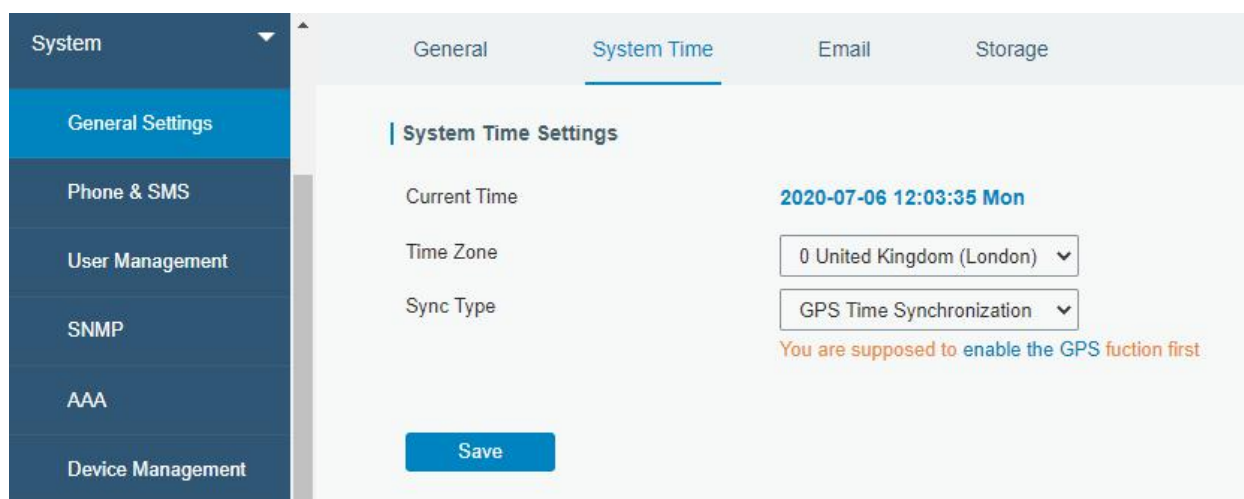 System
General Settings
Phone & SMS
User Management
SNMP
AAA
Device Management
General System Time Email Storage
System Time Settings
Current Time 2020-07-06 12:03:35 Mon
Time Zone 0 United Kingdom (London)
Sync Type GPS Time Synchronization
You are supposed to enable the GPS fuction first
Save